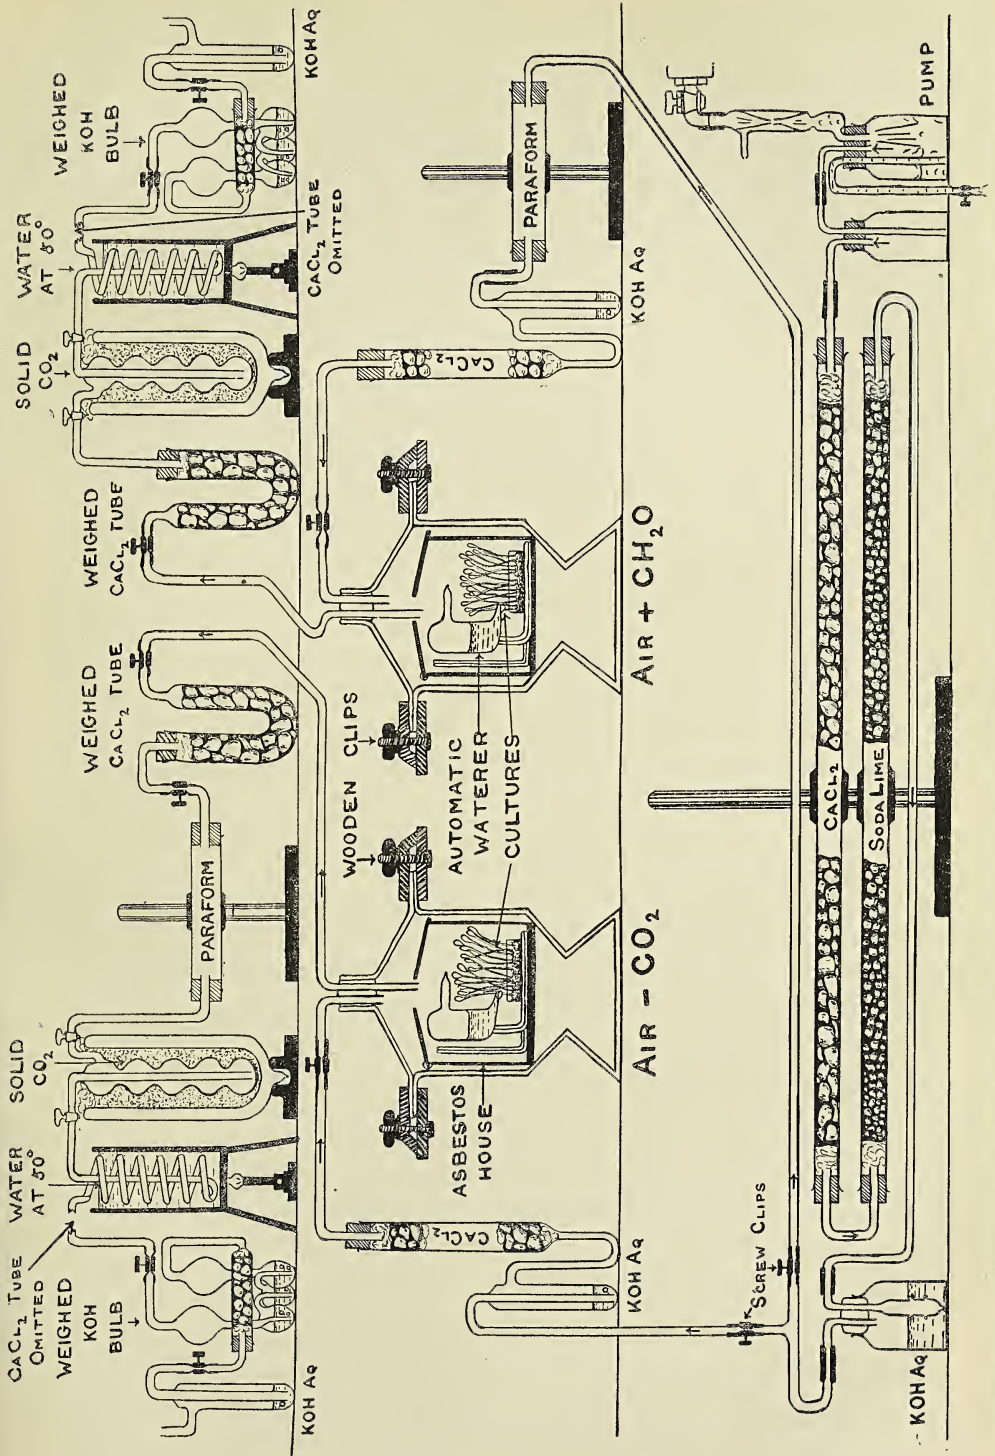 CaCL2 TUBE
OMITTED
WEIGHED
KOH
BULB
KOH AQ
WATER
AT 50°
SOLID
CO2
PARAFORM
WEIGHED
CaCL2 TUBE
WEIGHED
CaCL2 TUBE
SOLID
CO2
WATER
AT 50°
CaCL2 TUBE
OMITTED
WEIGHED
KOH
BULB
KOH AQ
CaCL2
KOH AQ
ASBESTOS
HOUSE
WOODEN CLIPS
AUTOMATIC
WATERER
CULTURES
AIR - CO2
AIR + CH2O
CaCL2
KOH AQ
PARAFORM
SCREW CLIPS
KOH AQ
CaCL2
SODA LIME
PUMP